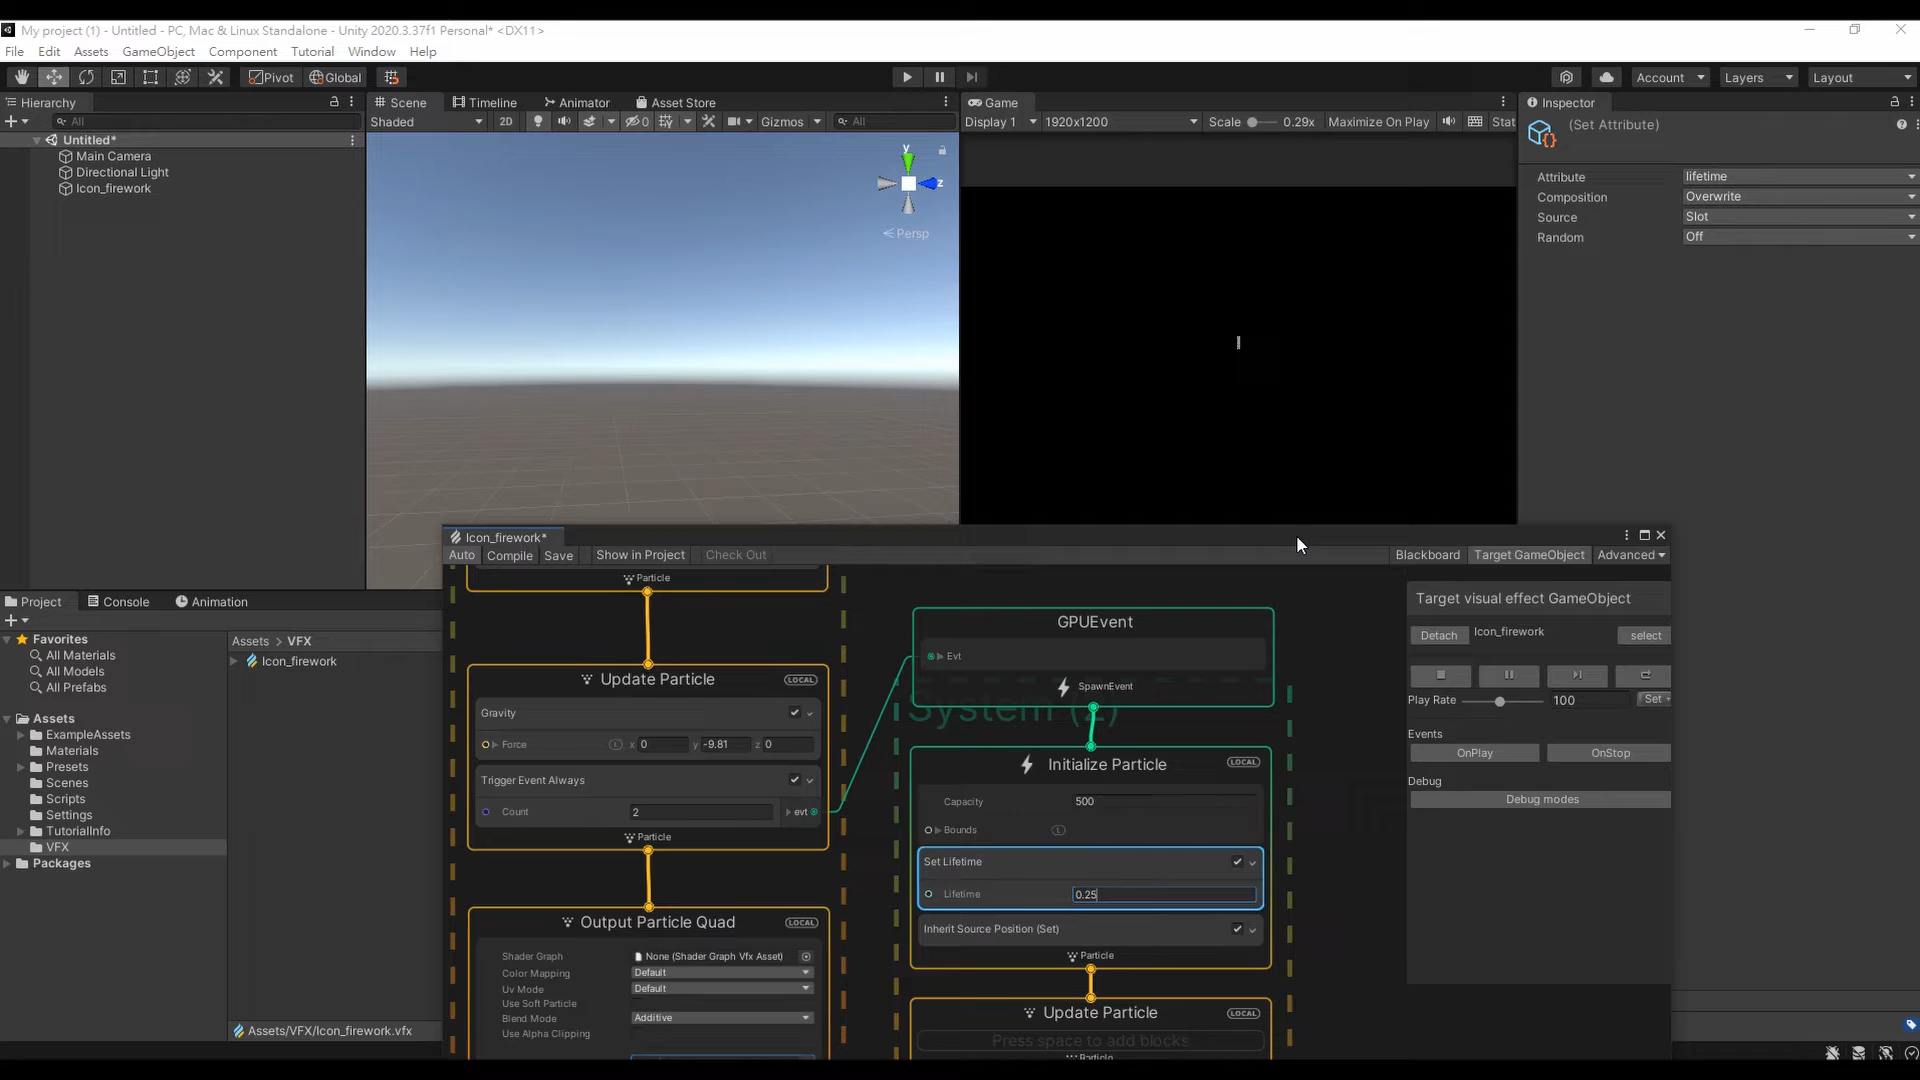 My project (1) - Untitled - PC, Mac & Linux Standalone - Unity 2020.3.37f1 Personal* <DX11>
File Edit Assets GameObject Component Tutorial Window Help
Pivot Global Account Layers Layout
Hierarchy
All
Untitled*
Main Camera
Directional Light
Icon_firework
Scene Timeline Animator Asset Store
Shaded 2D 0 Gizmos All
y
z
Persp
Game
Display 1 1920x1200 Scale 0.29x Maximize On Play Stat
Inspector
(Set Attribute)
Attribute lifetime
Composition Overwrite
Source Slot
Random Off
Project Console Animation
Favorites
All Materials
All Models
All Prefabs
Assets
ExampleAssets
Materials
Presets
Scenes
Scripts
Settings
TutorialInfo
VFX
Packages
Assets > VFX
Icon_firework
Assets/VFX/Icon_firework.vfx
Icon_firework*
Auto Compile Save Show in Project Check Out Blackboard Target GameObject Advanced
Particle
Update Particle LOCAL
Gravity
Force L x 0 y -9.81 z 0
Trigger Event Always
Count 2 evt
Particle
Output Particle Quad LOCAL
Shader Graph None (Shader Graph Vfx Asset)
Color Mapping Default
Uv Mode Default
Use Soft Particle
Blend Mode Additive
Use Alpha Clipping
GPUEvent
Evt
SpawnEvent
System (2)
Initialize Particle LOCAL
Capacity 500
Bounds L
Set Lifetime
Lifetime 0.25
Inherit Source Position (Set)
Particle
Update Particle LOCAL
Press space to add blocks
Particle
Target visual effect GameObject
Detach Icon_firework select
Play Rate 100 Set
Events
OnPlay OnStop
Debug
Debug modes